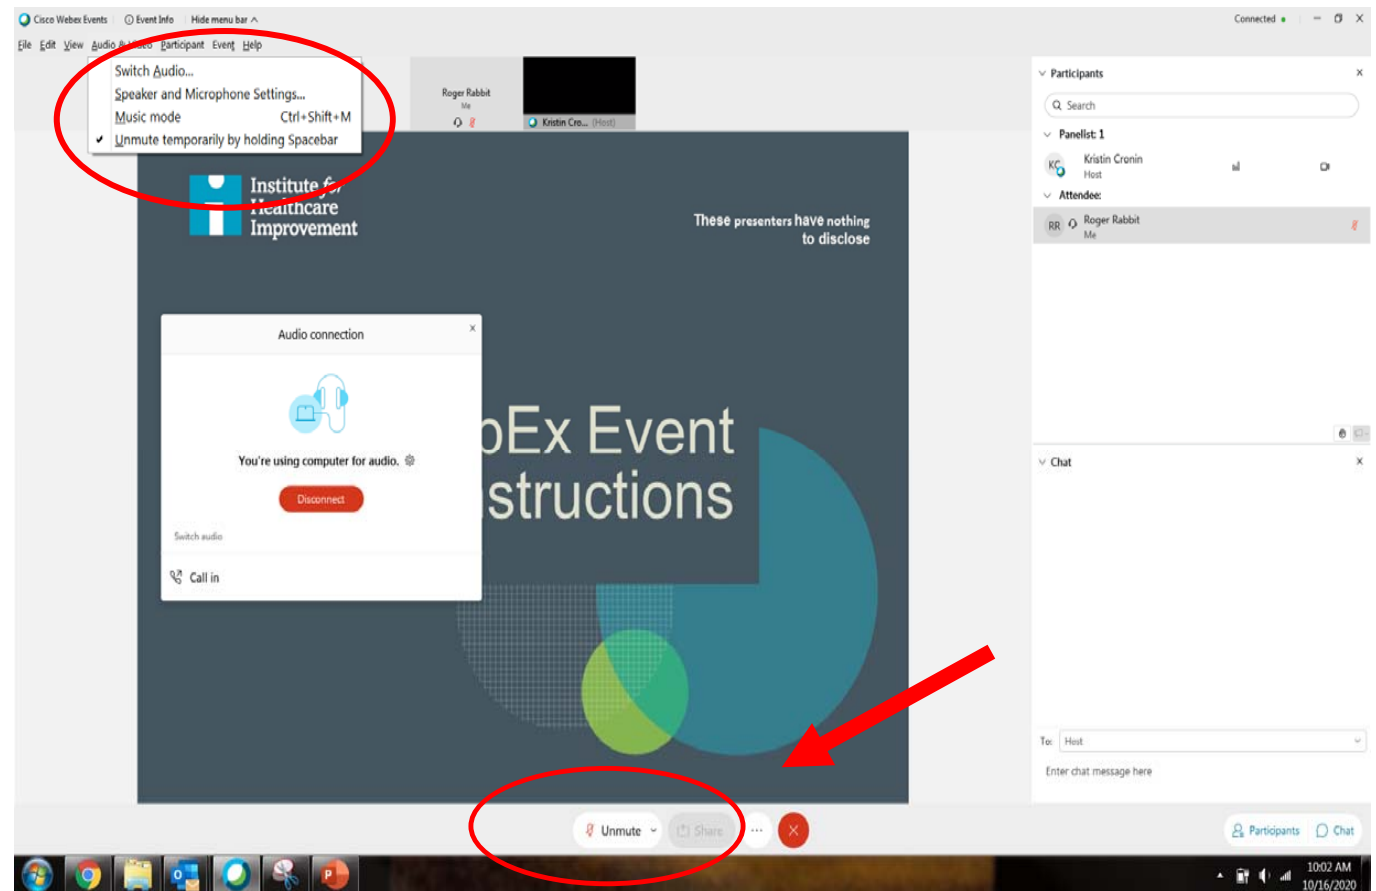 Cisco Webex Events Event Info Hide menu bar
Connected
File Edit View Audio & Video Participant Event Help
Switch Audio...
Speaker and Microphone Settings...
Music mode Ctrl+Shift+M
Unmute temporarily by holding Spacebar
Roger Rabbit
Me
Kristin Cro... (Host)
Institute for
Healthcare
Improvement
These presenters have nothing
to disclose
Audio connection
You're using computer for audio.
Disconnect
Switch audio
Call in
bEx Event
structions
Participants
Search
Panelist: 1
KC Kristin Cronin
Host
Attendee:
RR Roger Rabbit
Me
Chat
To: Host
Enter chat message here
Unmute Share ...
Participants Chat
10:02 AM
10/16/2020